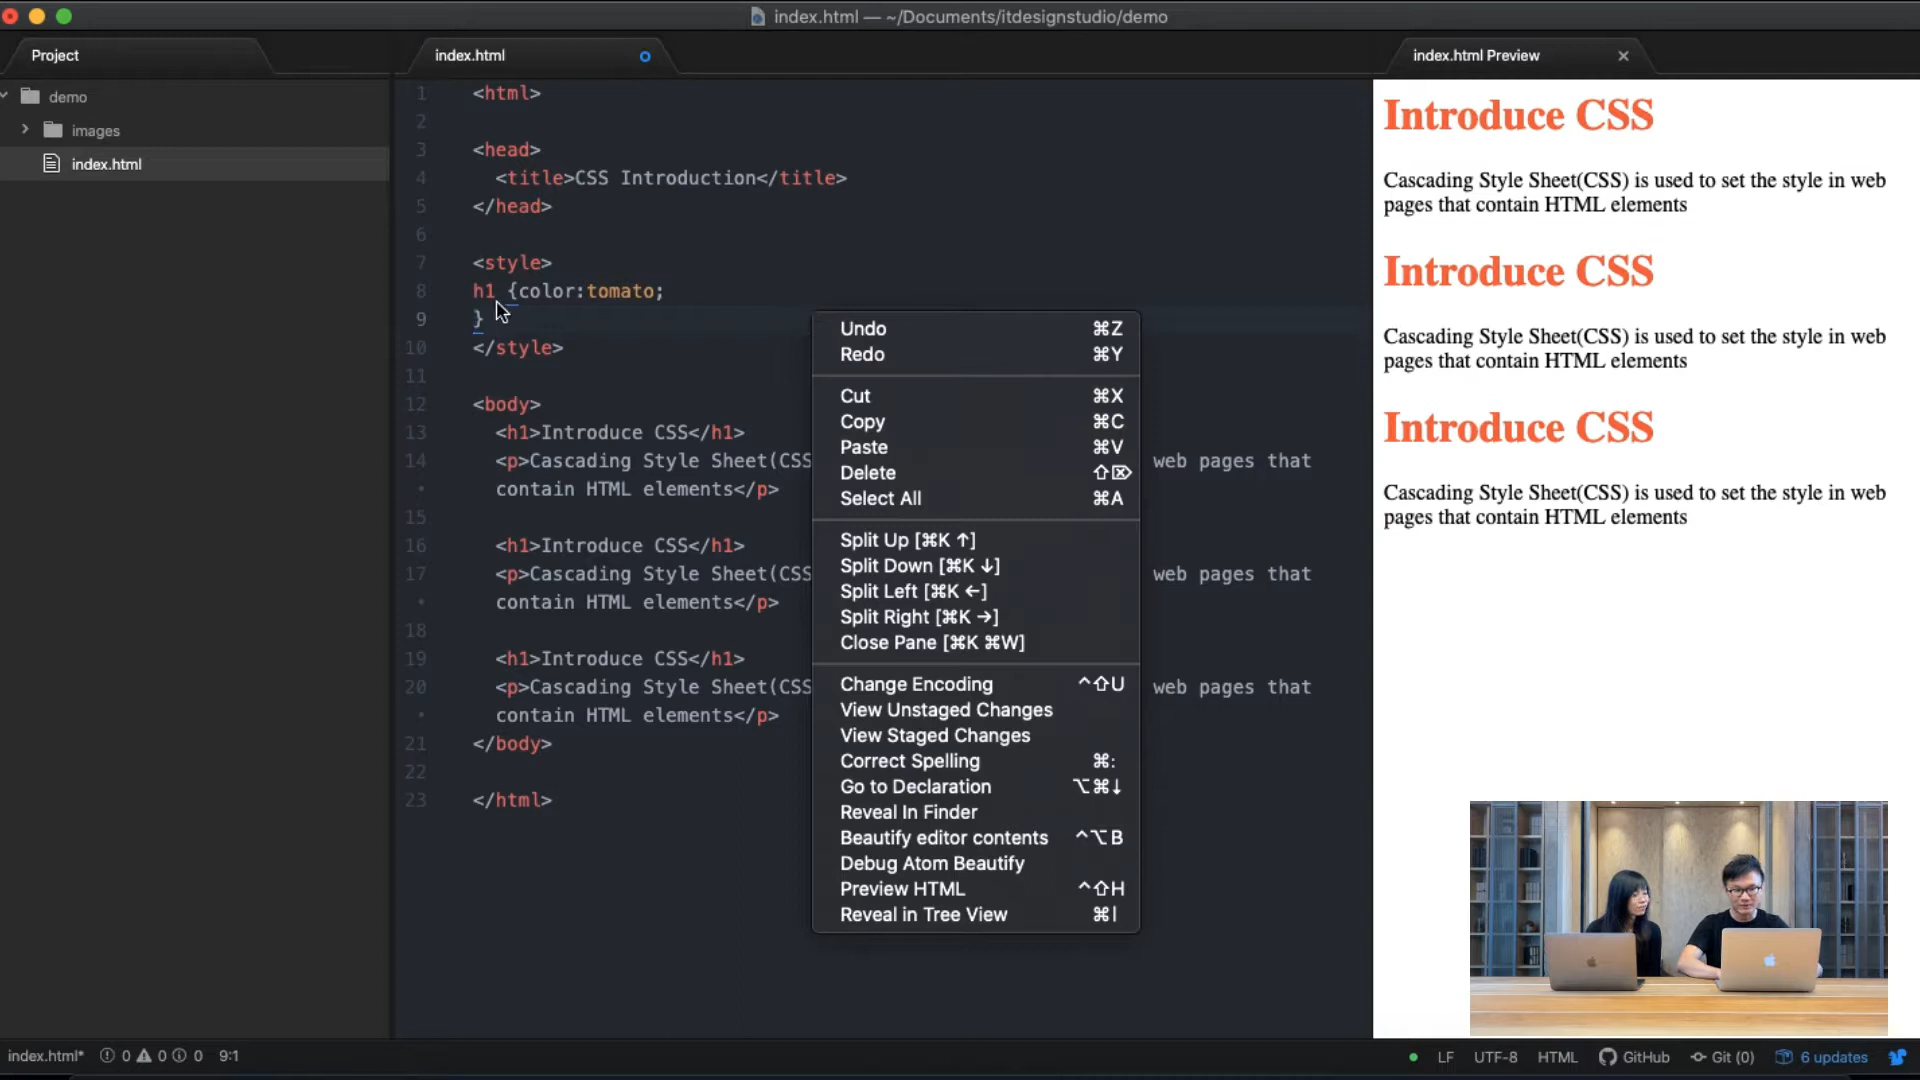 index.html — ~/Documents/itdesignstudio/demo
Project
index.html
index.html Preview
demo
images
index.html
1 <html>
2
3 <head>
4 <title>CSS Introduction</title>
5 </head>
6
7 <style>
8 h1 {color:tomato;
9 }
10 </style>
11
12 <body>
13 <h1>Introduce CSS</h1>
14 <p>Cascading Style Sheet(CSS web pages that
• contain HTML elements</p>
15
16 <h1>Introduce CSS</h1>
17 <p>Cascading Style Sheet(CSS web pages that
• contain HTML elements</p>
18
19 <h1>Introduce CSS</h1>
20 <p>Cascading Style Sheet(CSS web pages that
• contain HTML elements</p>
21 </body>
22
23 </html>
Undo ⌘Z
Redo ⌘Y
Cut ⌘X
Copy ⌘C
Paste ⌘V
Delete ⇧⌦
Select All ⌘A
Split Up [⌘K ↑]
Split Down [⌘K ↓]
Split Left [⌘K ←]
Split Right [⌘K →]
Close Pane [⌘K ⌘W]
Change Encoding ^⇧U
View Unstaged Changes
View Staged Changes
Correct Spelling ⌘:
Go to Declaration ⌥⌘↓
Reveal In Finder
Beautify editor contents ^⌥B
Debug Atom Beautify
Preview HTML ^⇧H
Reveal in Tree View ⌘|
Introduce CSS
Cascading Style Sheet(CSS) is used to set the style in web
pages that contain HTML elements
Introduce CSS
Cascading Style Sheet(CSS) is used to set the style in web
pages that contain HTML elements
Introduce CSS
Cascading Style Sheet(CSS) is used to set the style in web
pages that contain HTML elements
index.html* 0 0 0 9:1
LF UTF-8 HTML GitHub Git (0) 6 updates